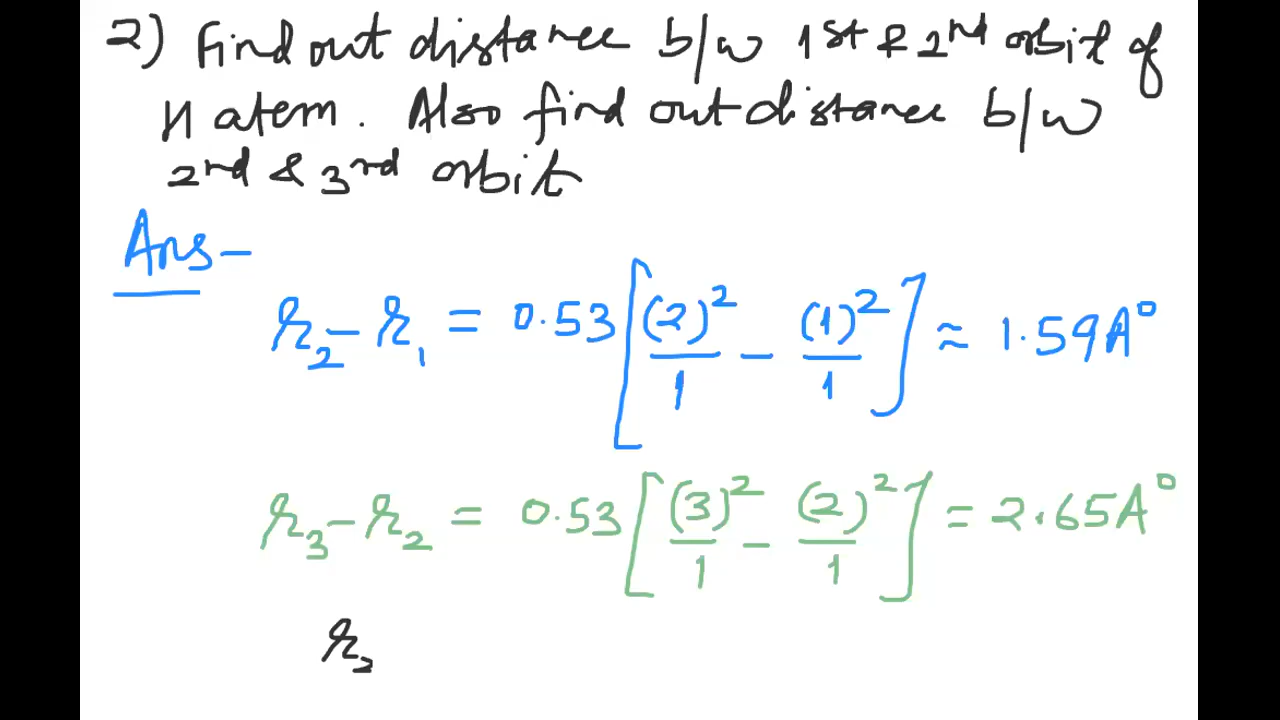 2) Find out distance b/w 1st & 2nd orbit of
H atom. Also find out distance b/w
2nd & 3rd orbit
Ans -
r₂ - r₁ = 0.53 [(2)²/1 - (1)²/1] ≈ 1.59A°
r₃ - r₂ = 0.53 [(3)²/1 - (2)²/1] = 2.65A°
r₂